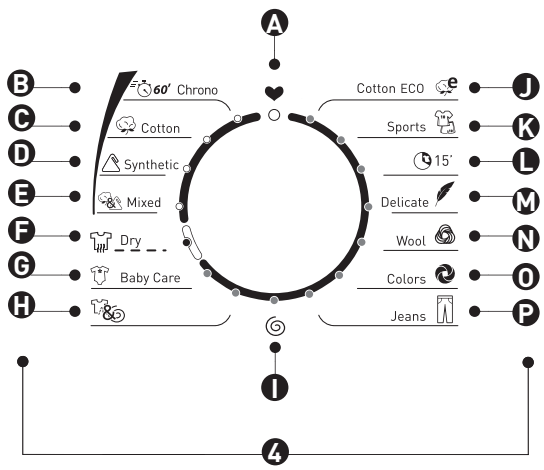 A
B 60' Chrono
Cotton ECO e J
C Cotton
Sports K
D Synthetic
15' L
E & Mixed
Delicate M
F Dry
Wool N
G Baby Care
Colors O
H &
Jeans P
I
4